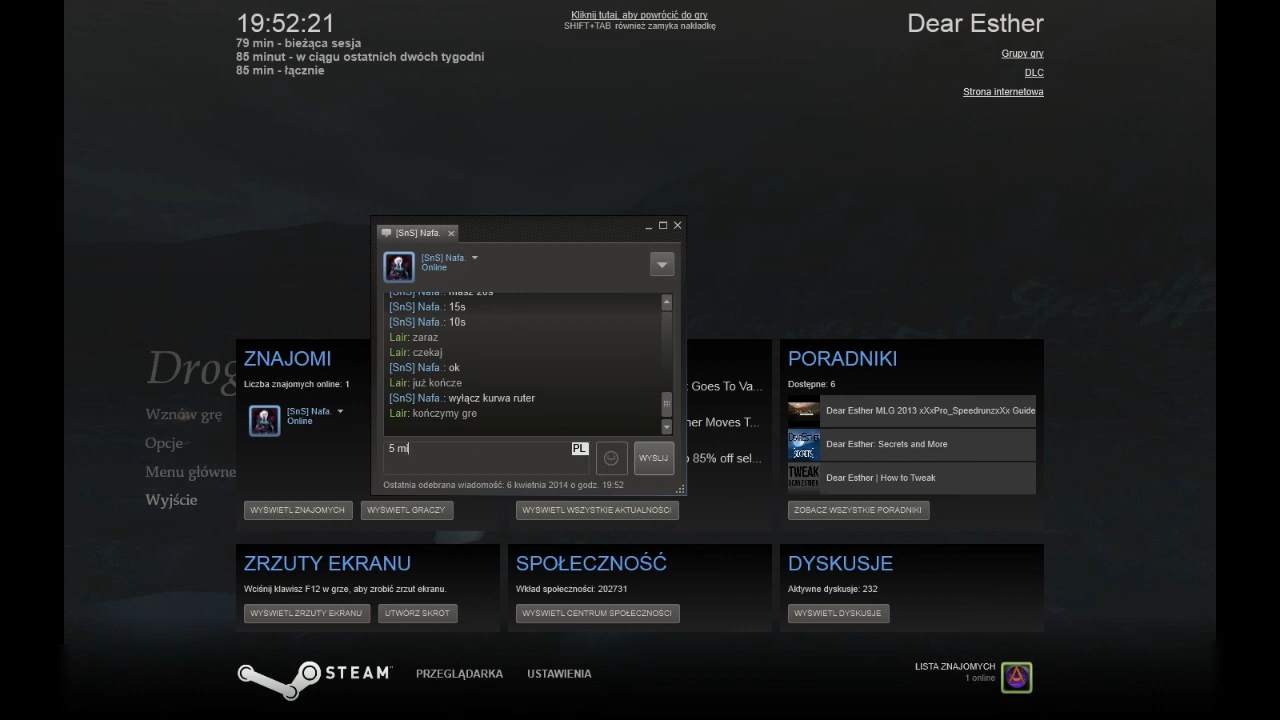 19:52:21
79 min - bieżąca sesja
85 minut - w ciągu ostatnich dwóch tygodni
85 min - łącznie
Kliknij tutaj, aby powrócić do gry
SHIFT+TAB również zamyka nakładkę
Dear Esther
Grupy gry
DLC
Strona internetowa
[SnS] Nafa.
[SnS] Nafa.
Online
[SnS] Nafa.: masz 20s
[SnS] Nafa.: 15s
[SnS] Nafa.: 10s
Lair: zaraz
Lair: czekaj
[SnS] Nafa.: ok
Lair: już kończe
[SnS] Nafa.: wyłącz kurwa ruter
Lair: kończymy gre
5 mi
PL
WYŚLIJ
Ostatnia odebrana wiadomość: 6 kwietnia 2014 o godz. 19:52
Wznów grę
Opcje
Menu główne
Wyjście
ZNAJOMI
Liczba znajomych online: 1
[SnS] Nafa.
Online
WYŚWIETL ZNAJOMYCH
WYŚWIETL GRACZY
Goes To Va...
Moves T...
85% off sel...
WYŚWIETL WSZYSTKIE AKTUALNOŚCI
PORADNIKI
Dostępne: 6
Dear Esther MLG 2013 xXxPro_SpeedrunzxXx Guide
Dear Esther: Secrets and More
Dear Esther | How to Tweak
ZOBACZ WSZYSTKIE PORADNIKI
ZRZUTY EKRANU
Wciśnij klawisz F12 w grze, aby zrobić zrzut ekranu.
WYŚWIETL ZRZUTY EKRANU
UTWÓRZ SKRÓT
SPOŁECZNOŚĆ
Wkład społeczności: 202731
WYŚWIETL CENTRUM SPOŁECZNOŚCI
DYSKUSJE
Aktywne dyskusje: 232
WYŚWIETL DYSKUSJE
STEAM
PRZEGLĄDARKA
USTAWIENIA
LISTA ZNAJOMYCH
1 online